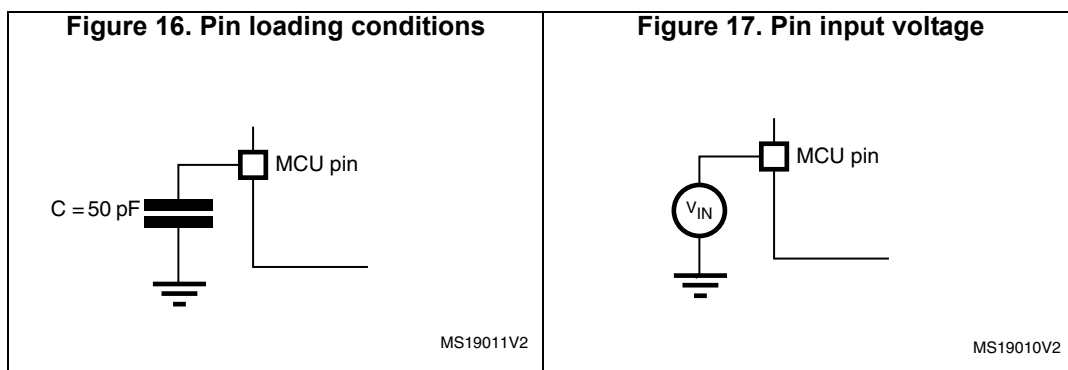 Figure 16. Pin loading conditions
Figure 17. Pin input voltage
MCU pin
C = 50 pF
MS19011V2
MCU pin
VIN
MS19010V2